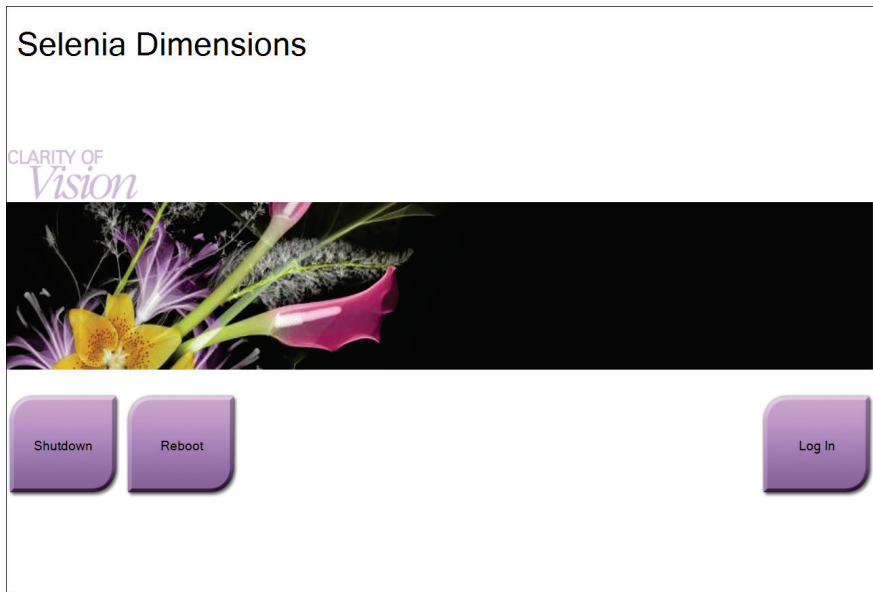 Selenia Dimensions
CLARITY OF
Vision
Shutdown
Reboot
Log In